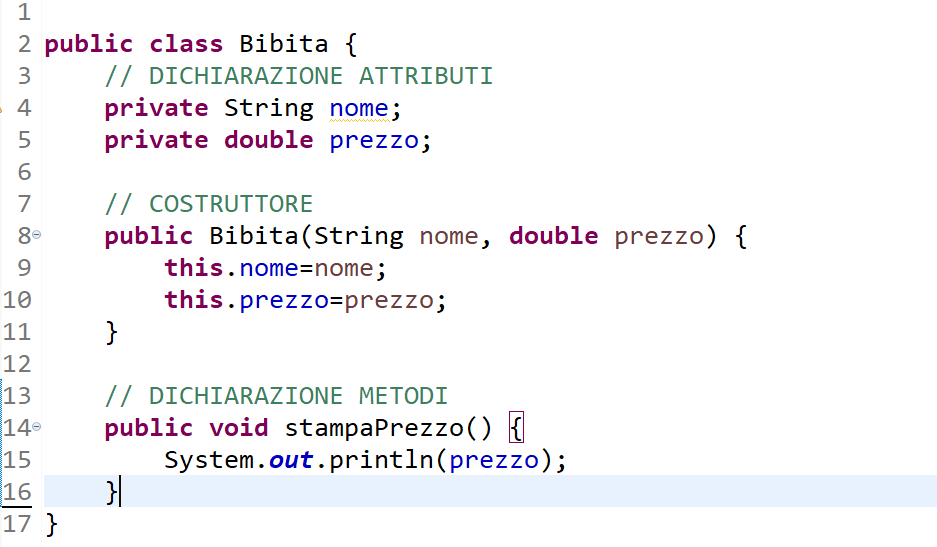 1
2 public class Bibita {
3     // DICHIARAZIONE ATTRIBUTI
4     private String nome;
5     private double prezzo;
6
7     // COSTRUTTORE
8     public Bibita(String nome, double prezzo) {
9         this.nome=nome;
10         this.prezzo=prezzo;
11     }
12
13     // DICHIARAZIONE METODI
14     public void stampaPrezzo() {
15         System.out.println(prezzo);
16     }
17 }